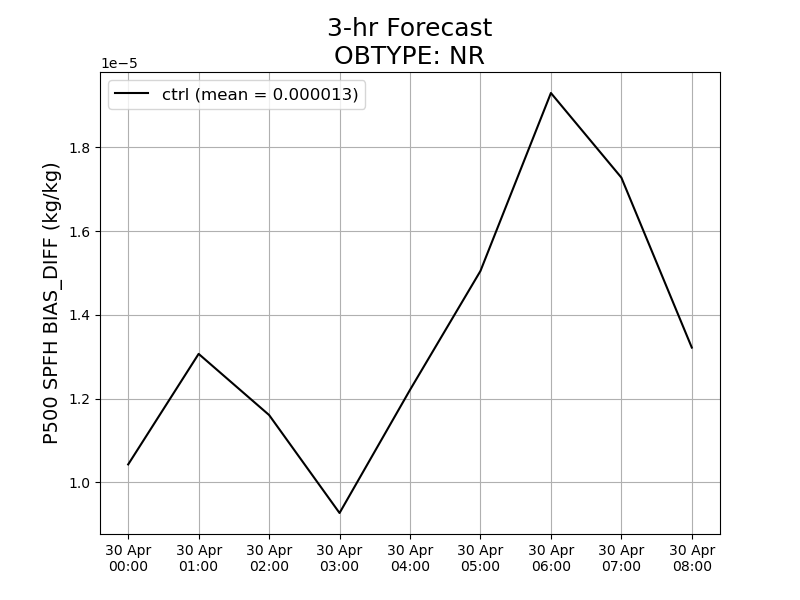 3-hr Forecast
OBTYPE: NR
1e−5
ctrl (mean = 0.000013)
P500 SPFH BIAS_DIFF (kg/kg)
1.8
1.6
1.4
1.2
1.0
30 Apr 30 Apr 30 Apr 30 Apr 30 Apr 30 Apr 30 Apr 30 Apr 30 Apr
00:00 01:00 02:00 03:00 04:00 05:00 06:00 07:00 08:00